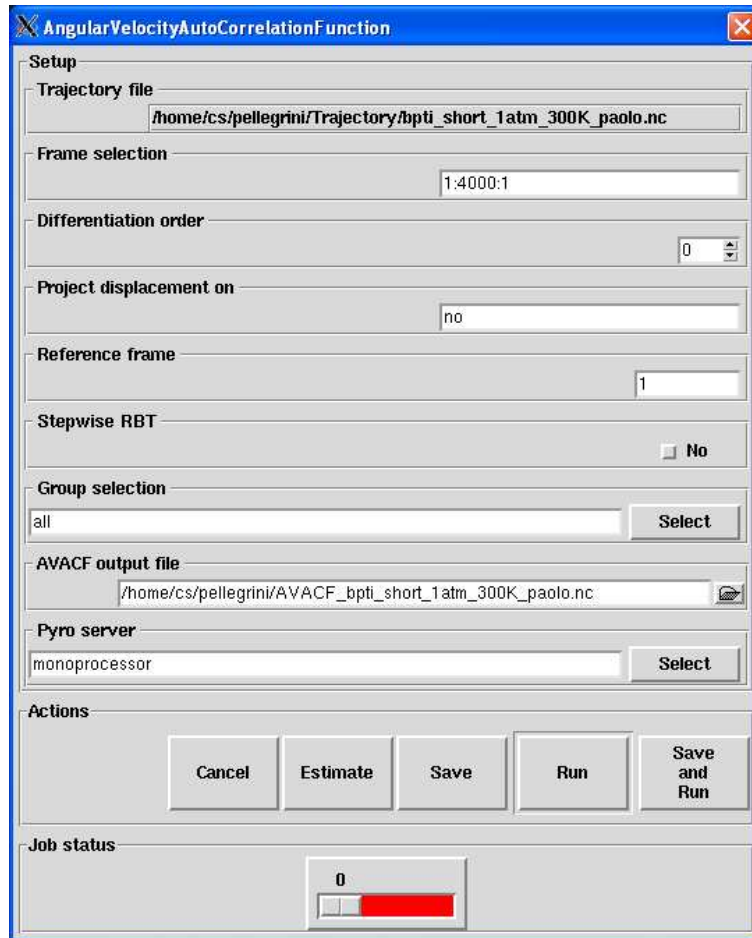 AngularVelocityAutoCorrelationFunction
Setup
Trajectory file
/home/cs/pellegrini/Trajectory/bpti_short_1atm_300K_paolo.nc
Frame selection
1:4000:1
Differentiation order
0
Project displacement on
no
Reference frame
1
Stepwise RBT
No
Group selection
all
Select
AVACF output file
/home/cs/pellegrini/AVACF_bpti_short_1atm_300K_paolo.nc
Pyro server
monoprocessor
Select
Actions
Cancel
Estimate
Save
Run
Save
and
Run
Job status
0